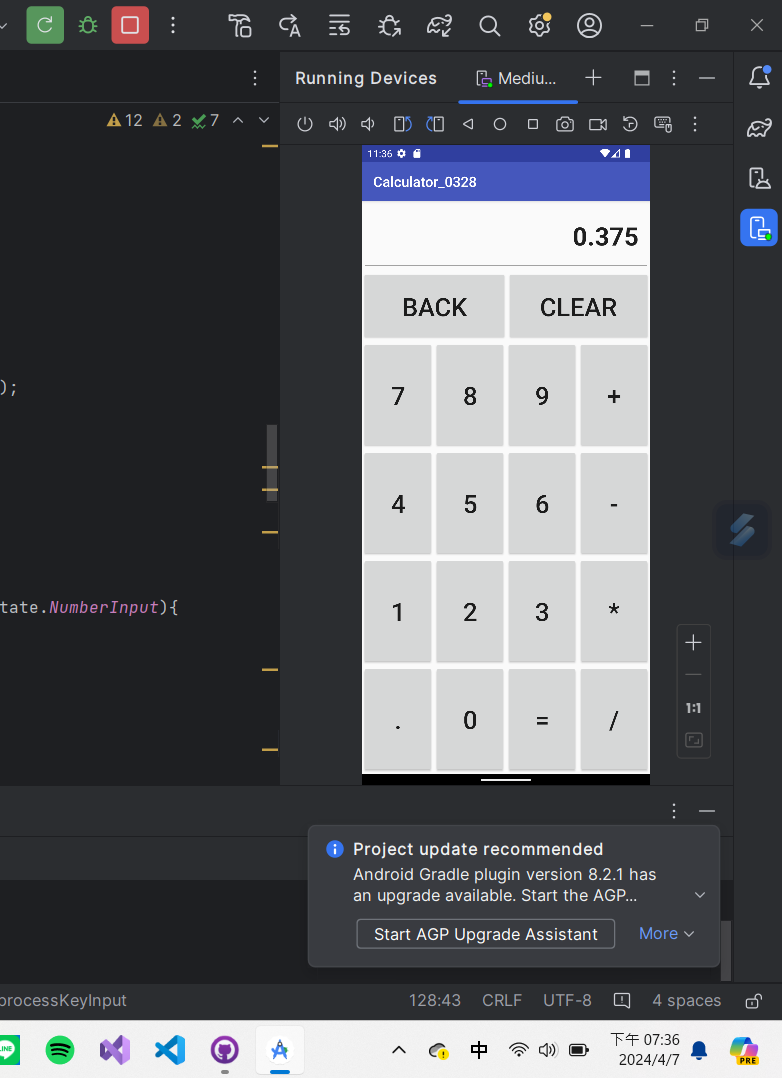 Running Devices
Mediu...
12
2
7
11:36
Calculator_0328
0.375
BACK
CLEAR
7
8
9
+
);
4
5
6
-
tate.NumberInput){
1
2
3
*
.
0
=
/
1:1
Project update recommended
Android Gradle plugin version 8.2.1 has
an upgrade available. Start the AGP...
Start AGP Upgrade Assistant
More
processKeyInput
128:43
CRLF
UTF-8
4 spaces
LINE
中
下午 07:36
2024/4/7
PRE